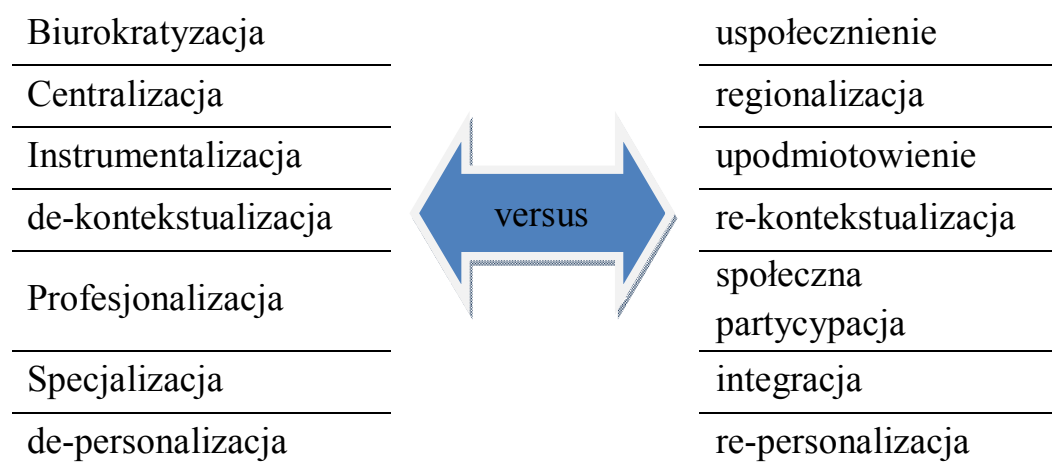 Biurokratyzacja
uspołecznienie
Centralizacja
regionalizacja
Instrumentalizacja
upodmiotowienie
de-kontekstualizacja
versus
re-kontekstualizacja
Profesjonalizacja
społeczna
partycypacja
Specjalizacja
integracja
de-personalizacja
re-personalizacja